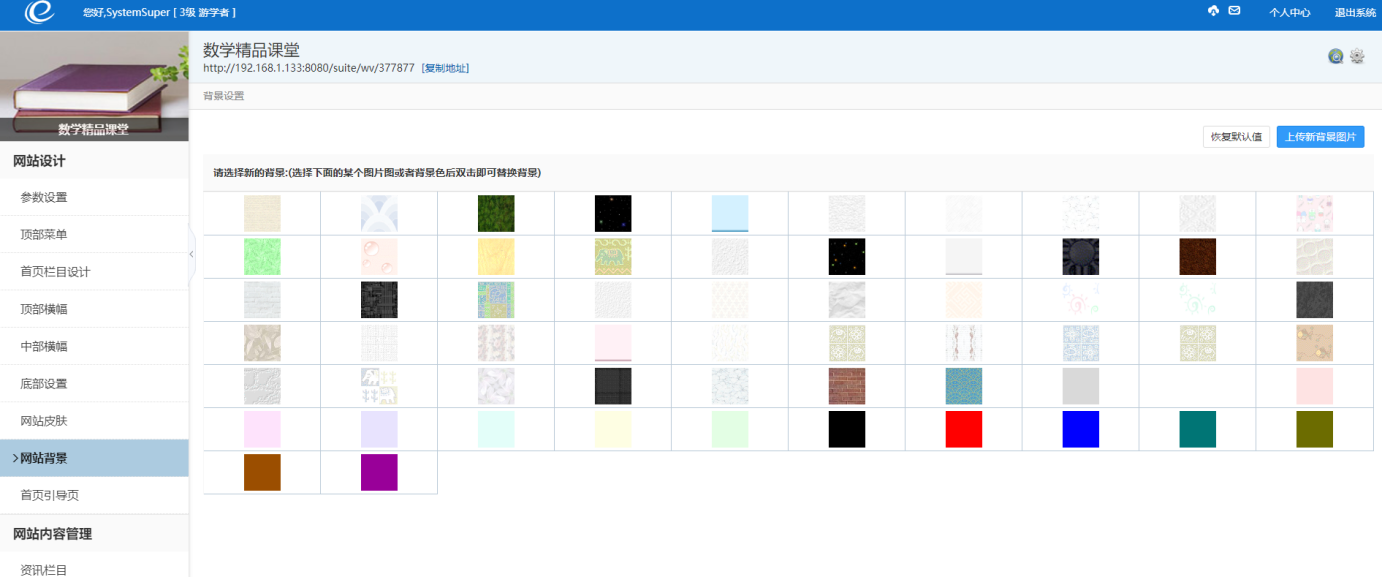 您好,SystemSuper [ 3级 游学者 ]
个人中心
退出系统
数学精品课堂
数学精品课堂
http://192.168.1.133:8080/suite/wv/377877 [复制地址]
背景设置
恢复默认值
上传新背景图片
请选择新的背景:(选择下面的某个图片图或者背景色后双击即可替换背景)
网站设计
参数设置
顶部菜单
首页栏目设计
顶部横幅
中部横幅
底部设置
网站皮肤
网站背景
首页引导页
网站内容管理
资讯栏目